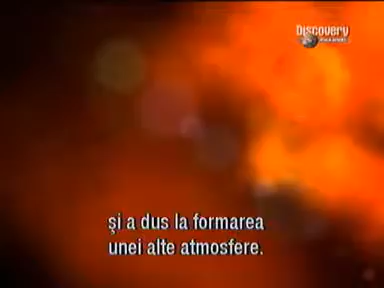 Discovery
şi a dus la formarea
unei alte atmosfere.